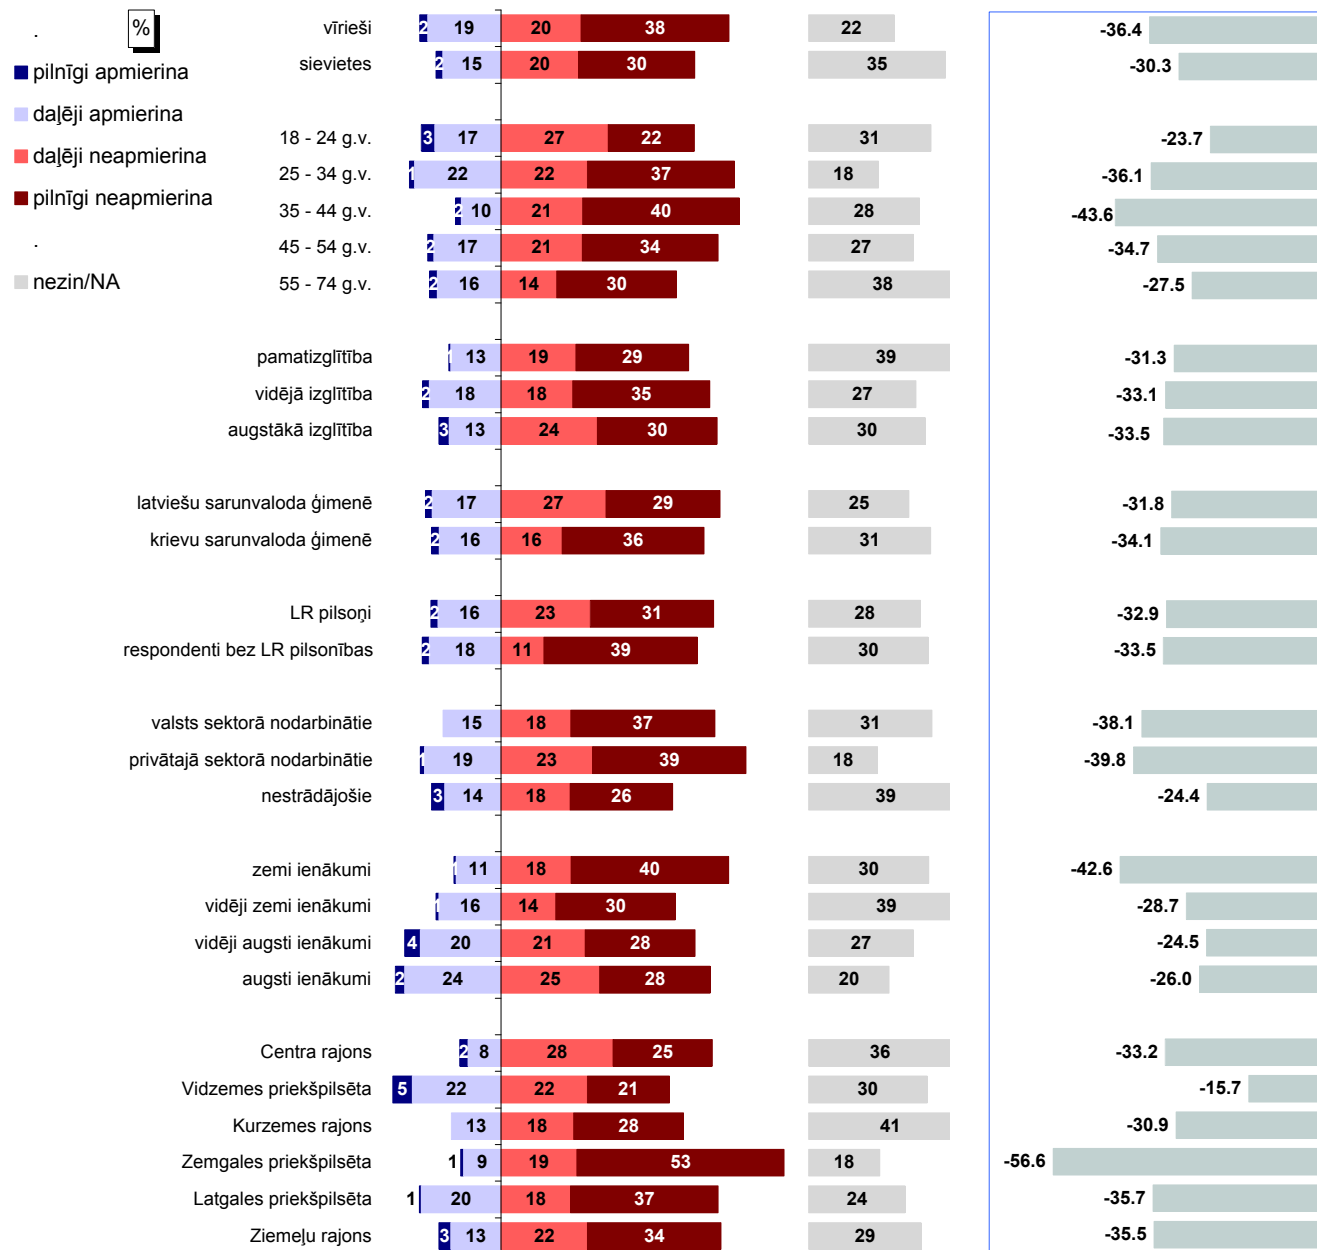 .
%
pilnīgi apmierina
daļēji apmierina
daļēji neapmierina
pilnīgi neapmierina
.
nezin/NA
vīrieši 2 19 20 38 22 -36.4
sievietes 2 15 20 30 35 -30.3
18 - 24 g.v. 3 17 27 22 31 -23.7
25 - 34 g.v. 1 22 22 37 18 -36.1
35 - 44 g.v. 2 10 21 40 28 -43.6
45 - 54 g.v. 2 17 21 34 27 -34.7
55 - 74 g.v. 2 16 14 30 38 -27.5
pamatizglītība 1 13 19 29 39 -31.3
vidējā izglītība 2 18 18 35 27 -33.1
augstākā izglītība 3 13 24 30 30 -33.5
latviešu sarunvaloda ģimenē 2 17 27 29 25 -31.8
krievu sarunvaloda ģimenē 2 16 16 36 31 -34.1
LR pilsoņi 2 16 23 31 28 -32.9
respondenti bez LR pilsonības 2 18 11 39 30 -33.5
valsts sektorā nodarbinātie 15 18 37 31 -38.1
privātajā sektorā nodarbinātie 1 19 23 39 18 -39.8
nestrādājošie 3 14 18 26 39 -24.4
zemi ienākumi 1 11 18 40 30 -42.6
vidēji zemi ienākumi 1 16 14 30 39 -28.7
vidēji augsti ienākumi 4 20 21 28 27 -24.5
augsti ienākumi 2 24 25 28 20 -26.0
Centra rajons 2 8 28 25 36 -33.2
Vidzemes priekšpilsēta 5 22 22 21 30 -15.7
Kurzemes rajons 13 18 28 41 -30.9
Zemgales priekšpilsēta 1 9 19 53 18 -56.6
Latgales priekšpilsēta 1 20 18 37 24 -35.7
Ziemeļu rajons 3 13 22 34 29 -35.5